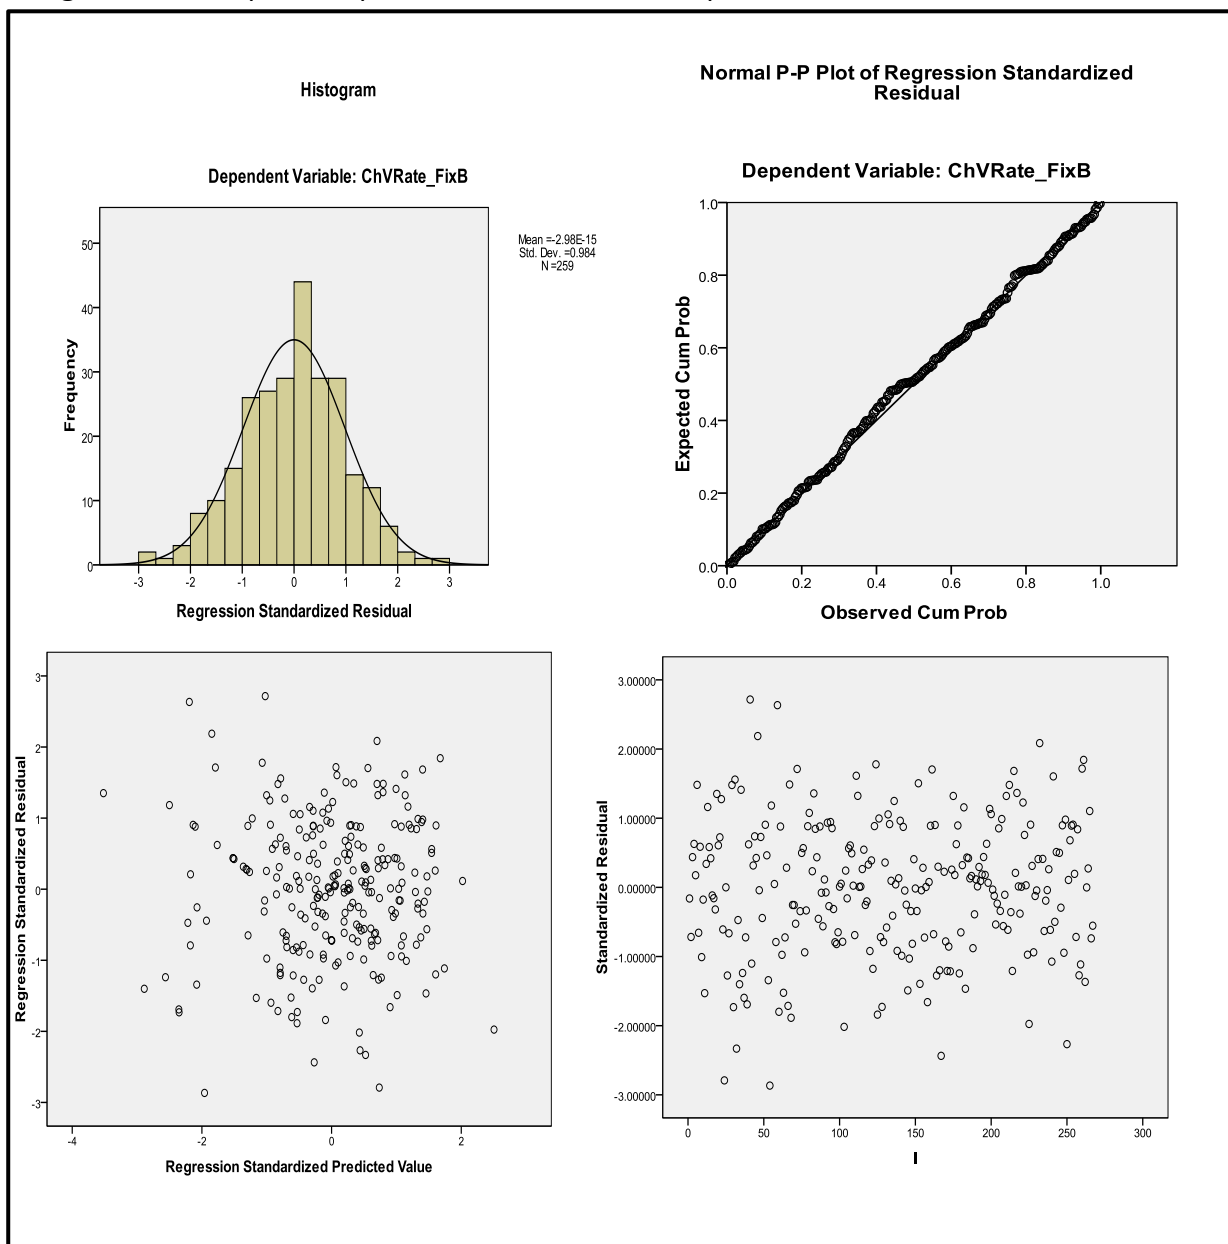 Histogram
Dependent Variable: ChVRate_FixB
Mean =-2.98E-15
Std. Dev. =0.984
N =259
Frequency
50
40
30
20
10
0
-3 -2 -1 0 1 2 3
Regression Standardized Residual
Normal P-P Plot of Regression Standardized
Residual
Dependent Variable: ChVRate_FixB
Expected Cum Prob
1.0
0.8
0.6
0.4
0.2
0.0
0.0 0.2 0.4 0.6 0.8 1.0
Observed Cum Prob
Regression Standardized Residual
3
2
1
0
-1
-2
-3
-4 -2 0 2
Regression Standardized Predicted Value
Standardized Residual
3.00000
2.00000
1.00000
0.00000
-1.00000
-2.00000
-3.00000
0 50 100 150 200 250 300
I